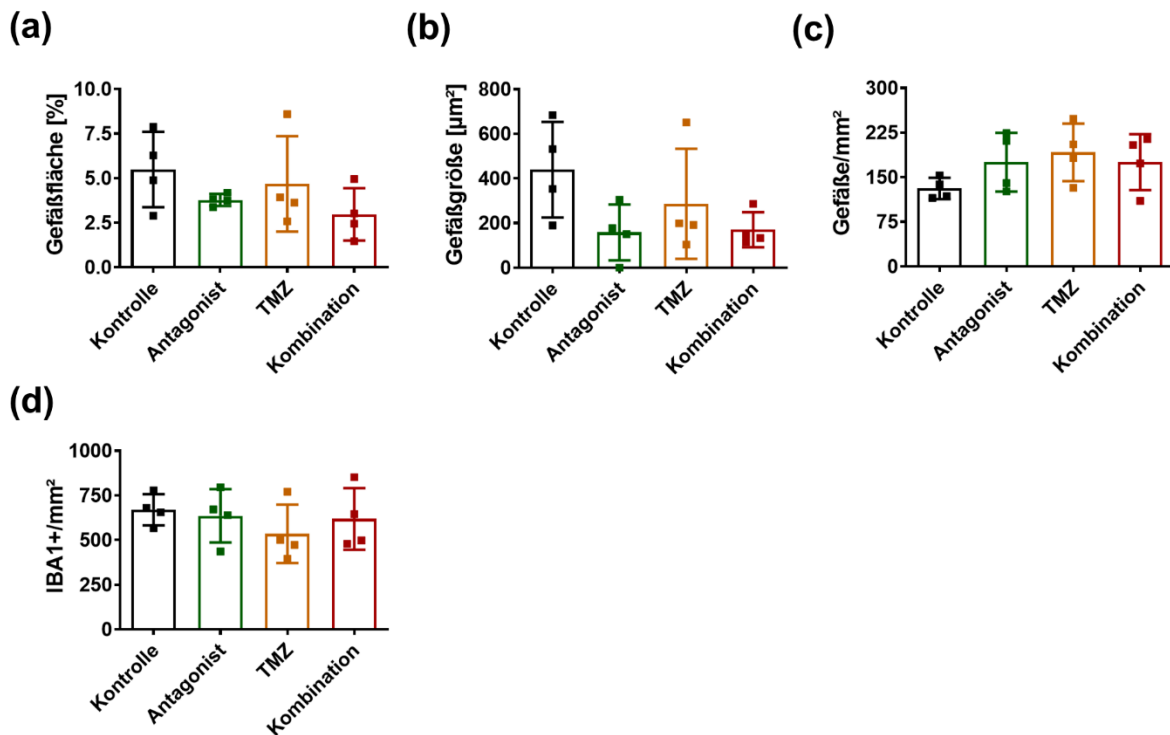 (a)
Gefäßfläche [%]
10.0
7.5
5.0
2.5
0.0
Kontrolle
Antagonist
TMZ
Kombination
(b)
Gefäßgröße [µm²]
800
600
400
200
0
Kontrolle
Antagonist
TMZ
Kombination
(c)
Gefäße/mm²
300
225
150
75
0
Kontrolle
Antagonist
TMZ
Kombination
(d)
IBA1+/mm²
1000
750
500
250
0
Kontrolle
Antagonist
TMZ
Kombination